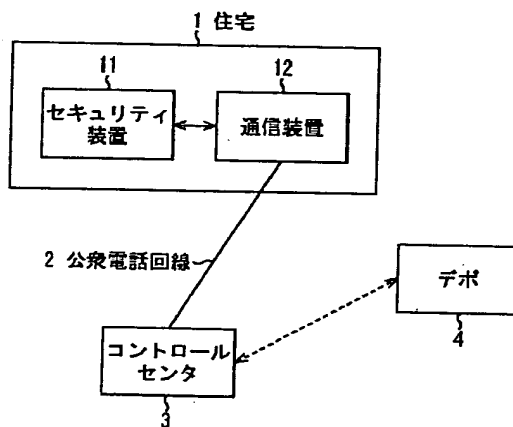 1 住宅
11
12
セキュリティ
装置
通信装置
2 公衆電話回線
デポ
4
コントロール
センタ
3